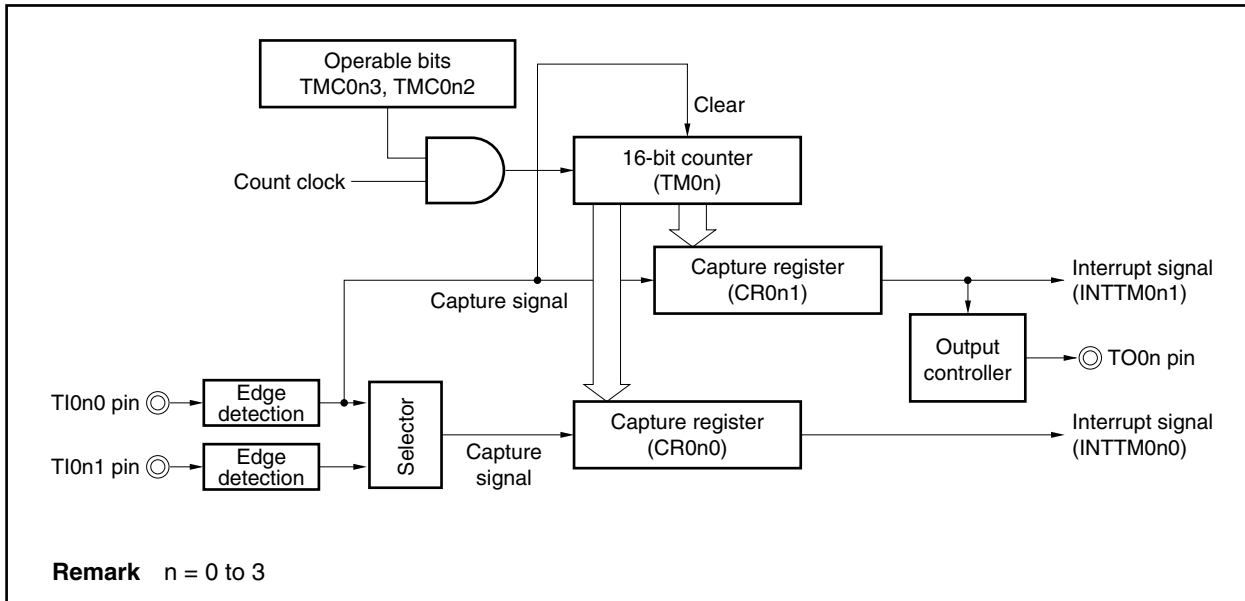 Operable bits
TMC0n3, TMC0n2
Clear
16-bit counter
(TM0n)
Count clock
Capture register
(CR0n1)
Interrupt signal
(INTTM0n1)
Capture signal
Output
controller
TO0n pin
TI0n0 pin
Edge
detection
Selector
Capture register
(CR0n0)
Interrupt signal
(INTTM0n0)
TI0n1 pin
Edge
detection
Capture
signal
Remark n = 0 to 3